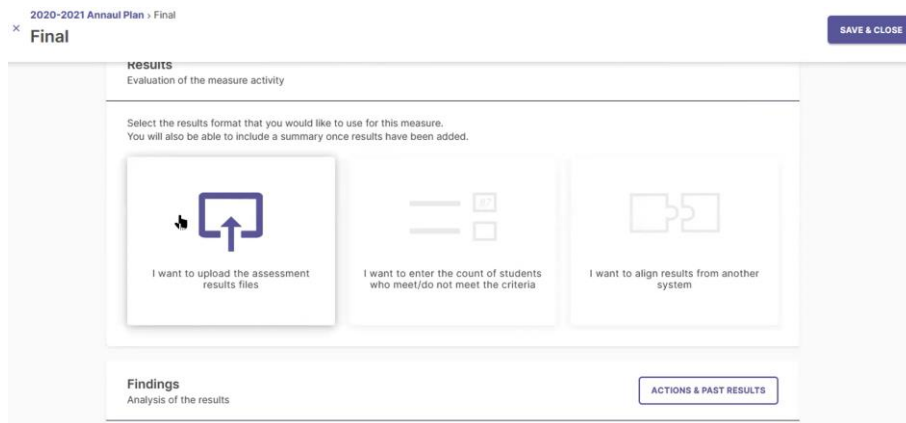 2020-2021 Annaul Plan › Final
Final
SAVE & CLOSE
Results
Evaluation of the measure activity
Select the results format that you would like to use for this measure.
You will also be able to include a summary once results have been added.
I want to upload the assessment
results files
I want to enter the count of students
who meet/do not meet the criteria
I want to align results from another
system
Findings
Analysis of the results
ACTIONS & PAST RESULTS